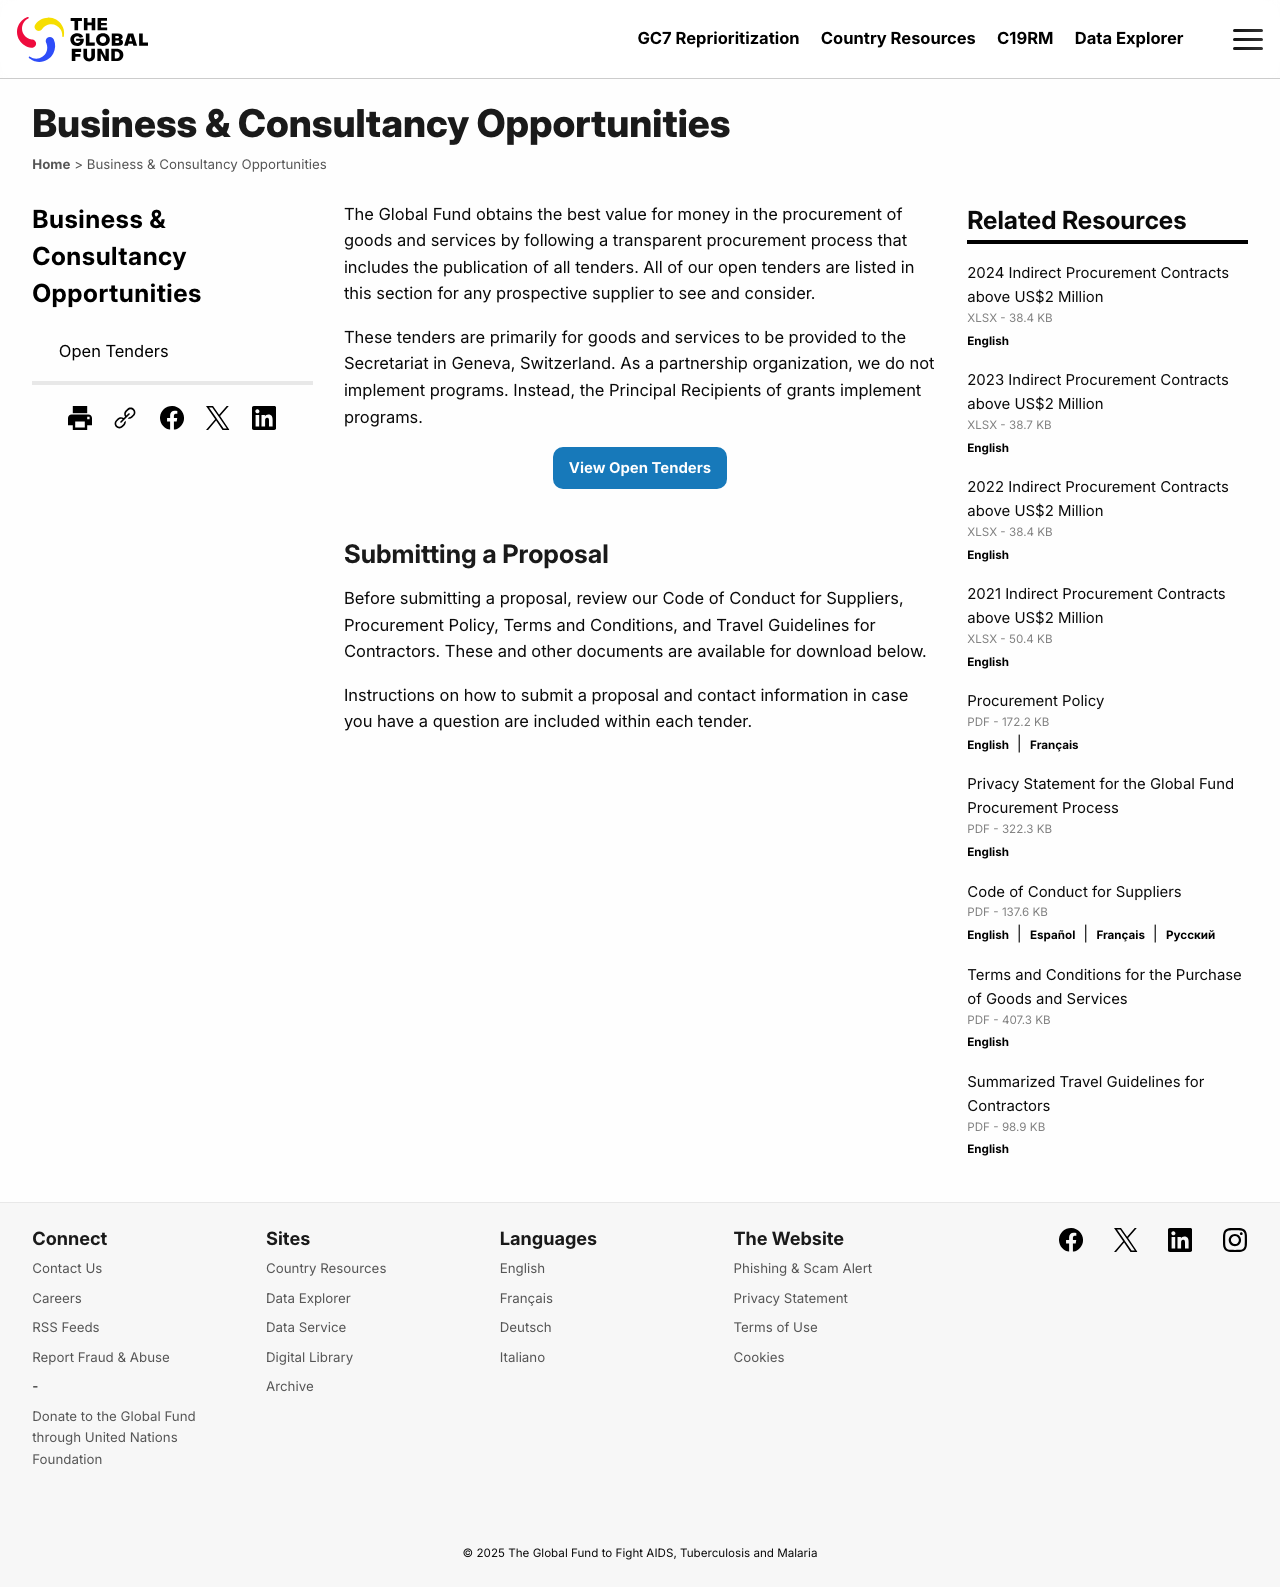 THE
GLOBAL
FUND
GC7 Reprioritization
Country Resources
C19RM
Data Explorer
Business & Consultancy Opportunities
Home > Business & Consultancy Opportunities
Business &
Consultancy
Opportunities
Open Tenders
The Global Fund obtains the best value for money in the procurement of
goods and services by following a transparent procurement process that
includes the publication of all tenders. All of our open tenders are listed in
this section for any prospective supplier to see and consider.
These tenders are primarily for goods and services to be provided to the
Secretariat in Geneva, Switzerland. As a partnership organization, we do not
implement programs. Instead, the Principal Recipients of grants implement
programs.
View Open Tenders
Submitting a Proposal
Before submitting a proposal, review our Code of Conduct for Suppliers,
Procurement Policy, Terms and Conditions, and Travel Guidelines for
Contractors. These and other documents are available for download below.
Instructions on how to submit a proposal and contact information in case
you have a question are included within each tender.
Related Resources
2024 Indirect Procurement Contracts
above US$2 Million
XLSX - 38.4 KB
English
2023 Indirect Procurement Contracts
above US$2 Million
XLSX - 38.7 KB
English
2022 Indirect Procurement Contracts
above US$2 Million
XLSX - 38.4 KB
English
2021 Indirect Procurement Contracts
above US$2 Million
XLSX - 50.4 KB
English
Procurement Policy
PDF - 172.2 KB
English | Français
Privacy Statement for the Global Fund
Procurement Process
PDF - 322.3 KB
English
Code of Conduct for Suppliers
PDF - 137.6 KB
English | Español | Français | Русский
Terms and Conditions for the Purchase
of Goods and Services
PDF - 407.3 KB
English
Summarized Travel Guidelines for
Contractors
PDF - 98.9 KB
English
Connect
Contact Us
Careers
RSS Feeds
Report Fraud & Abuse
-
Donate to the Global Fund
through United Nations
Foundation
Sites
Country Resources
Data Explorer
Data Service
Digital Library
Archive
Languages
English
Français
Deutsch
Italiano
The Website
Phishing & Scam Alert
Privacy Statement
Terms of Use
Cookies
© 2025 The Global Fund to Fight AIDS, Tuberculosis and Malaria